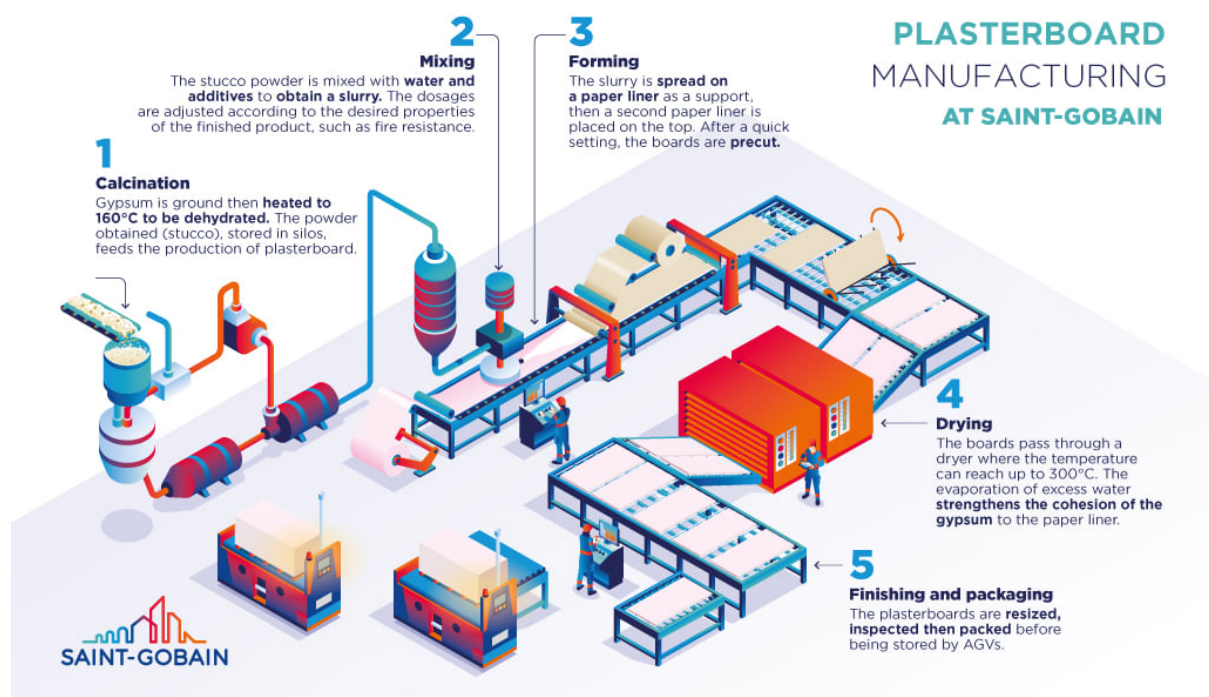 PLASTERBOARD
MANUFACTURING
AT SAINT-GOBAIN
1
Calcination
Gypsum is ground then heated to
160°C to be dehydrated. The powder
obtained (stucco), stored in silos,
feeds the production of plasterboard.
2
Mixing
The stucco powder is mixed with water and
additives to obtain a slurry. The dosages
are adjusted according to the desired properties
of the finished product, such as fire resistance.
3
Forming
The slurry is spread on
a paper liner as a support,
then a second paper liner is
placed on the top. After a quick
setting, the boards are precut.
4
Drying
The boards pass through a
dryer where the temperature
can reach up to 300°C. The
evaporation of excess water
strengthens the cohesion of the
gypsum to the paper liner.
5
Finishing and packaging
The plasterboards are resized,
inspected then packed before
being stored by AGVs.
SAINT-GOBAIN